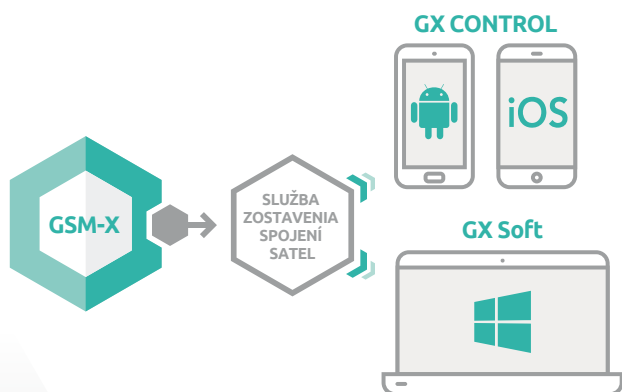 GX CONTROL
iOS
GSM-X
SLUŽBA
ZOSTAVENIA
SPOJENÍ
SATEL
GX Soft